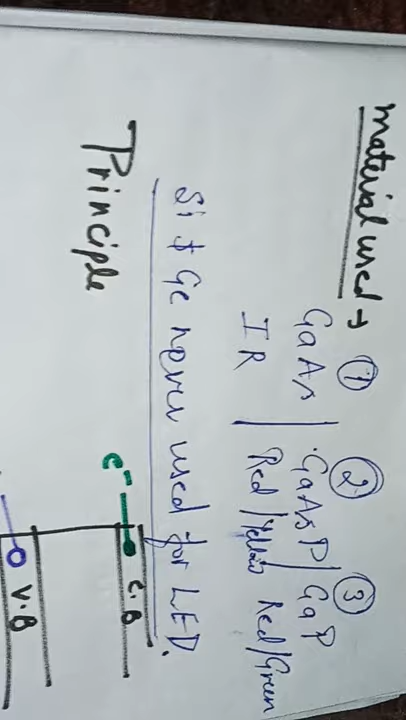 material used → ① ② ③
GaAs | GaAsP | GaP
IR Red/Yellow Red/Green
Si & Ge never used for LED.
Principle
e⁻ C.B
V.B